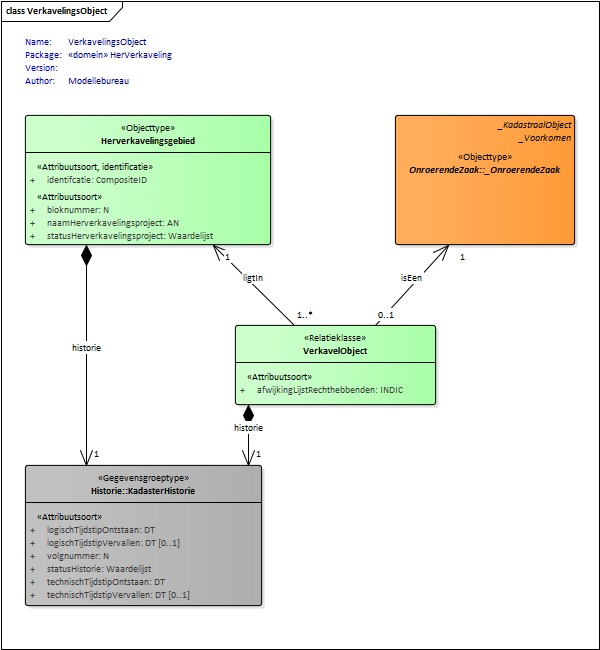 class VerkavelingsObject
Name: VerkavelingsObject
Package: «domein» HerVerkaveling
Version:
Author: Modellebureau
«Objecttype»
Herverkavelingsgebied
«Attribuutsoort, identificatie»
+ identifcatie: CompositeID
«Attribuutsoort»
+ bloknummer: N
+ naamHerverkavelingsproject: AN
+ statusHerverkavelingsproject: Waardelijst
_KadastraalObject
_Voorkomen
«Objecttype»
OnroerendeZaak::_OnroerendeZaak
1
1
ligtIn
isEen
1..*
0..1
«Relatieklasse»
VerkavelObject
«Attribuutsoort»
+ afwijkingLijstRechthebbenden: INDIC
historie
historie
1
1
«Gegevensgroeptype»
Historie::KadasterHistorie
«Attribuutsoort»
+ logischTijdstipOntstaan: DT
+ logischTijdstipVervallen: DT [0..1]
+ volgnummer: N
+ statusHistorie: Waardelijst
+ technischTijdstipOntstaan: DT
+ technischTijdstipVervallen: DT [0..1]